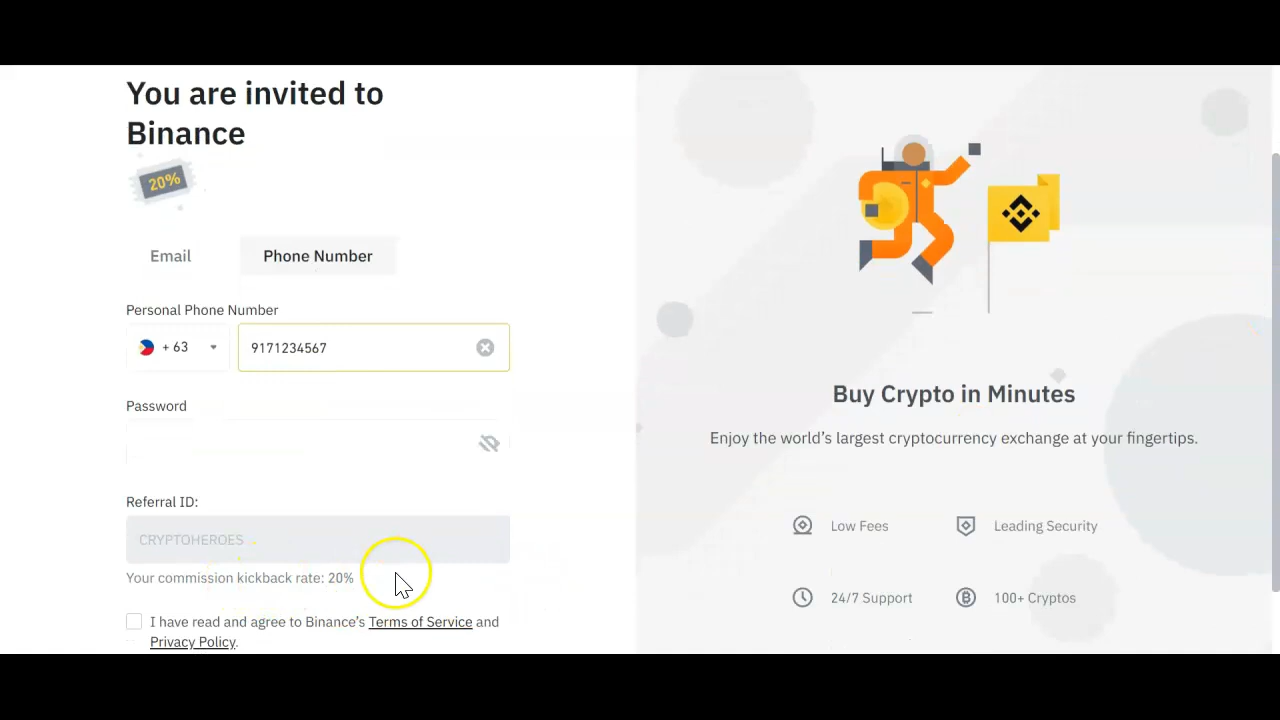 You are invited to
Binance
20%
Email
Phone Number
Personal Phone Number
+ 63
9171234567
Password
Referral ID:
CRYPTOHEROES
Your commission kickback rate: 20%
I have read and agree to Binance's Terms of Service and
Privacy Policy.
Buy Crypto in Minutes
Enjoy the world's largest cryptocurrency exchange at your fingertips.
Low Fees
Leading Security
24/7 Support
100+ Cryptos